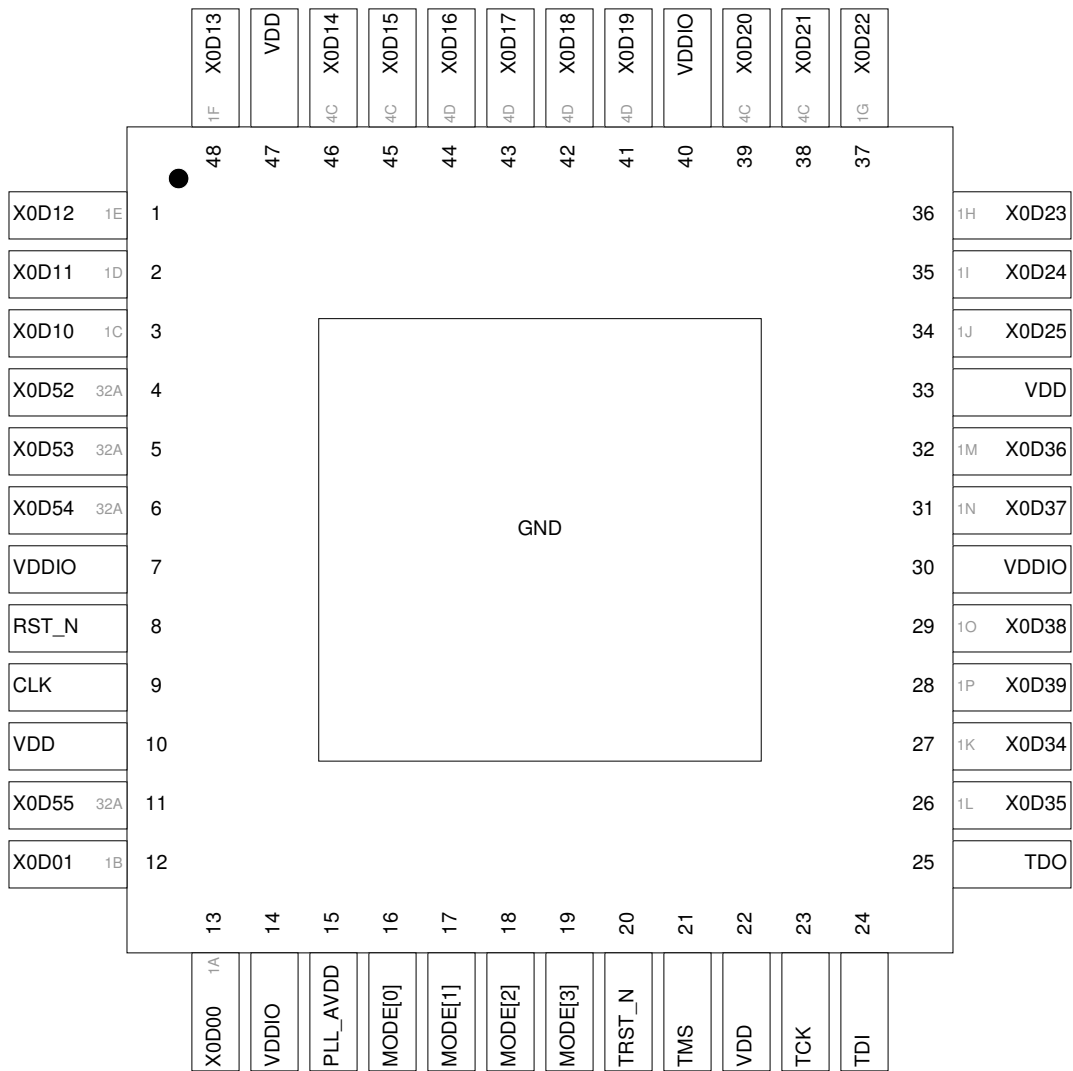 X0D13 VDD X0D14 X0D15 X0D16 X0D17 X0D18 X0D19 VDDIO X0D20 X0D21 X0D22
1F 4C 4C 4D 4D 4D 4D 4C 4C 1G
48 47 46 45 44 43 42 41 40 39 38 37
X0D12 1E 1 36 1H X0D23
X0D11 1D 2 35 1I X0D24
X0D10 1C 3 34 1J X0D25
X0D52 32A 4 33 VDD
X0D53 32A 5 32 1M X0D36
X0D54 32A 6 31 1N X0D37
GND
VDDIO 7 30 VDDIO
RST_N 8 29 1O X0D38
CLK 9 28 1P X0D39
VDD 10 27 1K X0D34
X0D55 32A 11 26 1L X0D35
X0D01 1B 12 25 TDO
13 14 15 16 17 18 19 20 21 22 23 24
1A
X0D00 VDDIO PLL_AVDD MODE[0] MODE[1] MODE[2] MODE[3] TRST_N TMS VDD TCK TDI